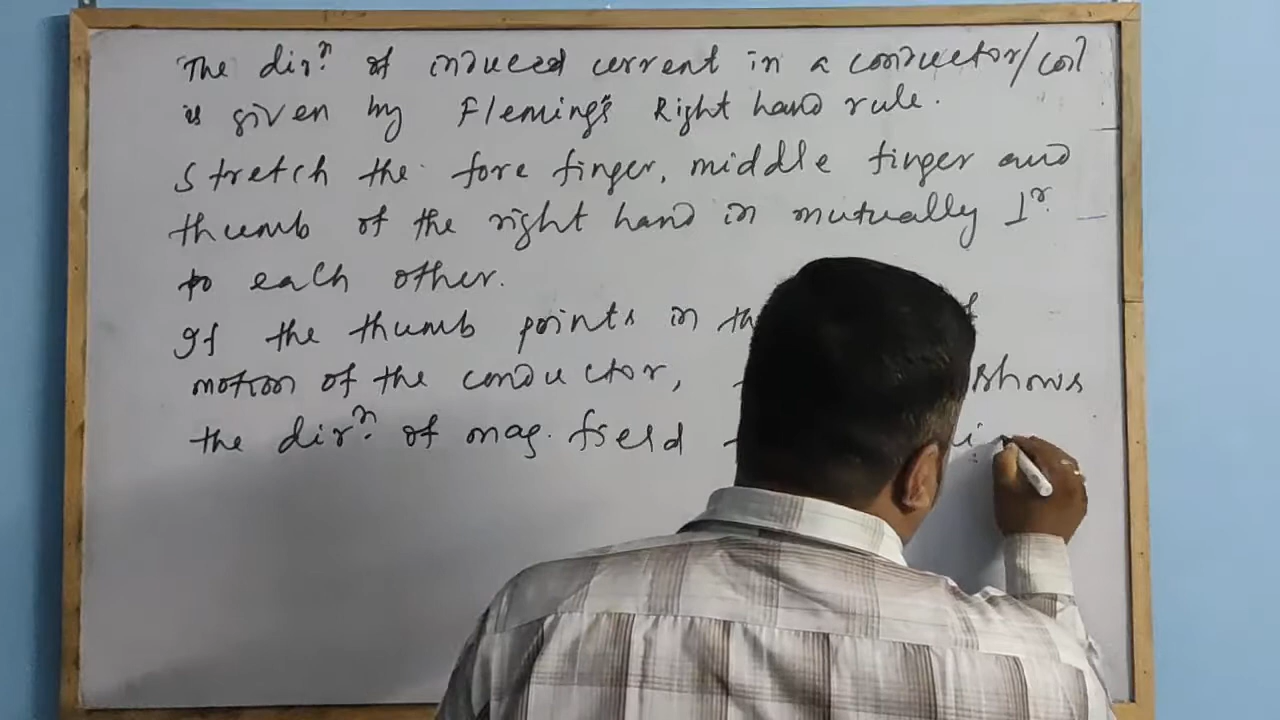 The dirⁿ. of induced current in a conductor/coil
is given by Fleming's Right hand rule.
Stretch the fore finger, middle finger and
thumb of the right hand in mutually ⊥ʳ.
to each other.
If the thumb points in
motion of the conductor, shows
the dirⁿ. of mag. field